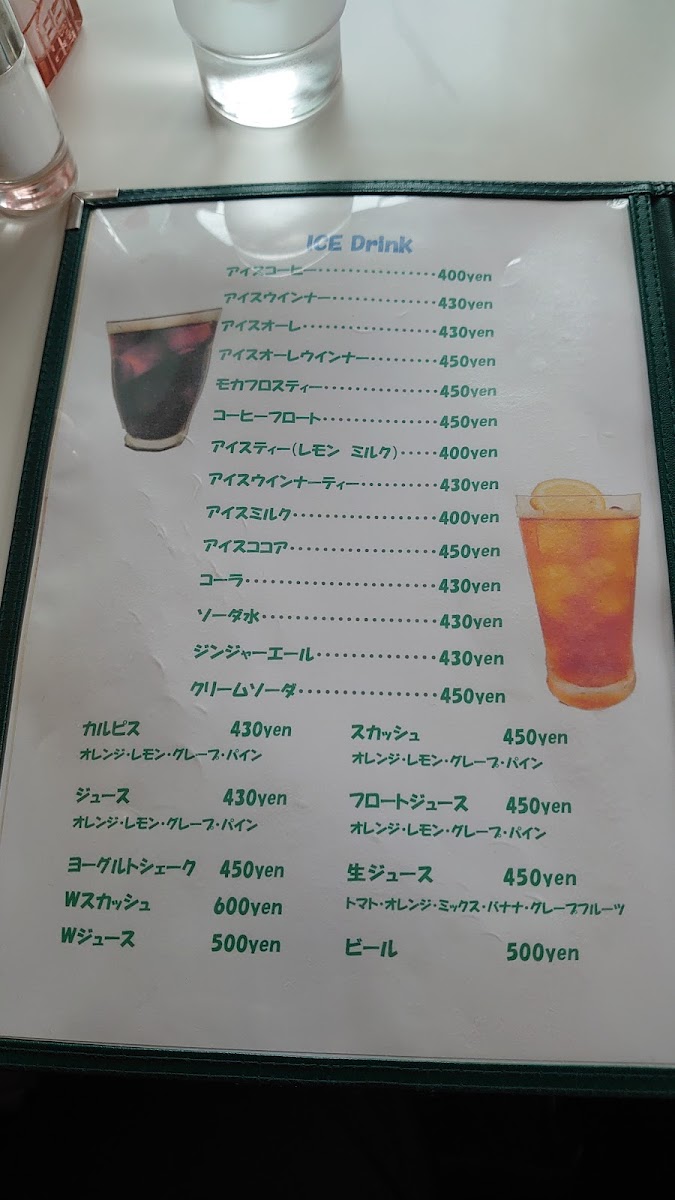 ICE Drink
アイスコーヒー・・・・・・・・・・・・・・・・400yen
アイスウインナー・・・・・・・・・・・・・・430yen
アイスオーレ・・・・・・・・・・・・・・・・・・430yen
アイスオーレウインナー・・・・・・・・・450yen
モカフロスティー・・・・・・・・・・・・・・・450yen
コーヒーフロート・・・・・・・・・・・・・・・450yen
アイスティー(レモン ミルク)・・・・・400yen
アイスウインナーティー・・・・・・・・・・430yen
アイスミルク・・・・・・・・・・・・・・・・・・400yen
アイスココア・・・・・・・・・・・・・・・・・・450yen
コーラ・・・・・・・・・・・・・・・・・・・・・・・430yen
ソーダ水・・・・・・・・・・・・・・・・・・・・・430yen
ジンジャーエール・・・・・・・・・・・・・・430yen
クリームソーダ・・・・・・・・・・・・・・・・450yen
カルピス 430yen
オレンジ・レモン・グレープ・パイン
スカッシュ 450yen
オレンジ・レモン・グレープ・パイン
ジュース 430yen
オレンジ・レモン・グレープ・パイン
フロートジュース 450yen
オレンジ・レモン・グレープ・パイン
ヨーグルトシェーク 450yen
Wスカッシュ 600yen
Wジュース 500yen
生ジュース 450yen
トマト・オレンジ・ミックス・バナナ・グレープフルーツ
ビール 500yen